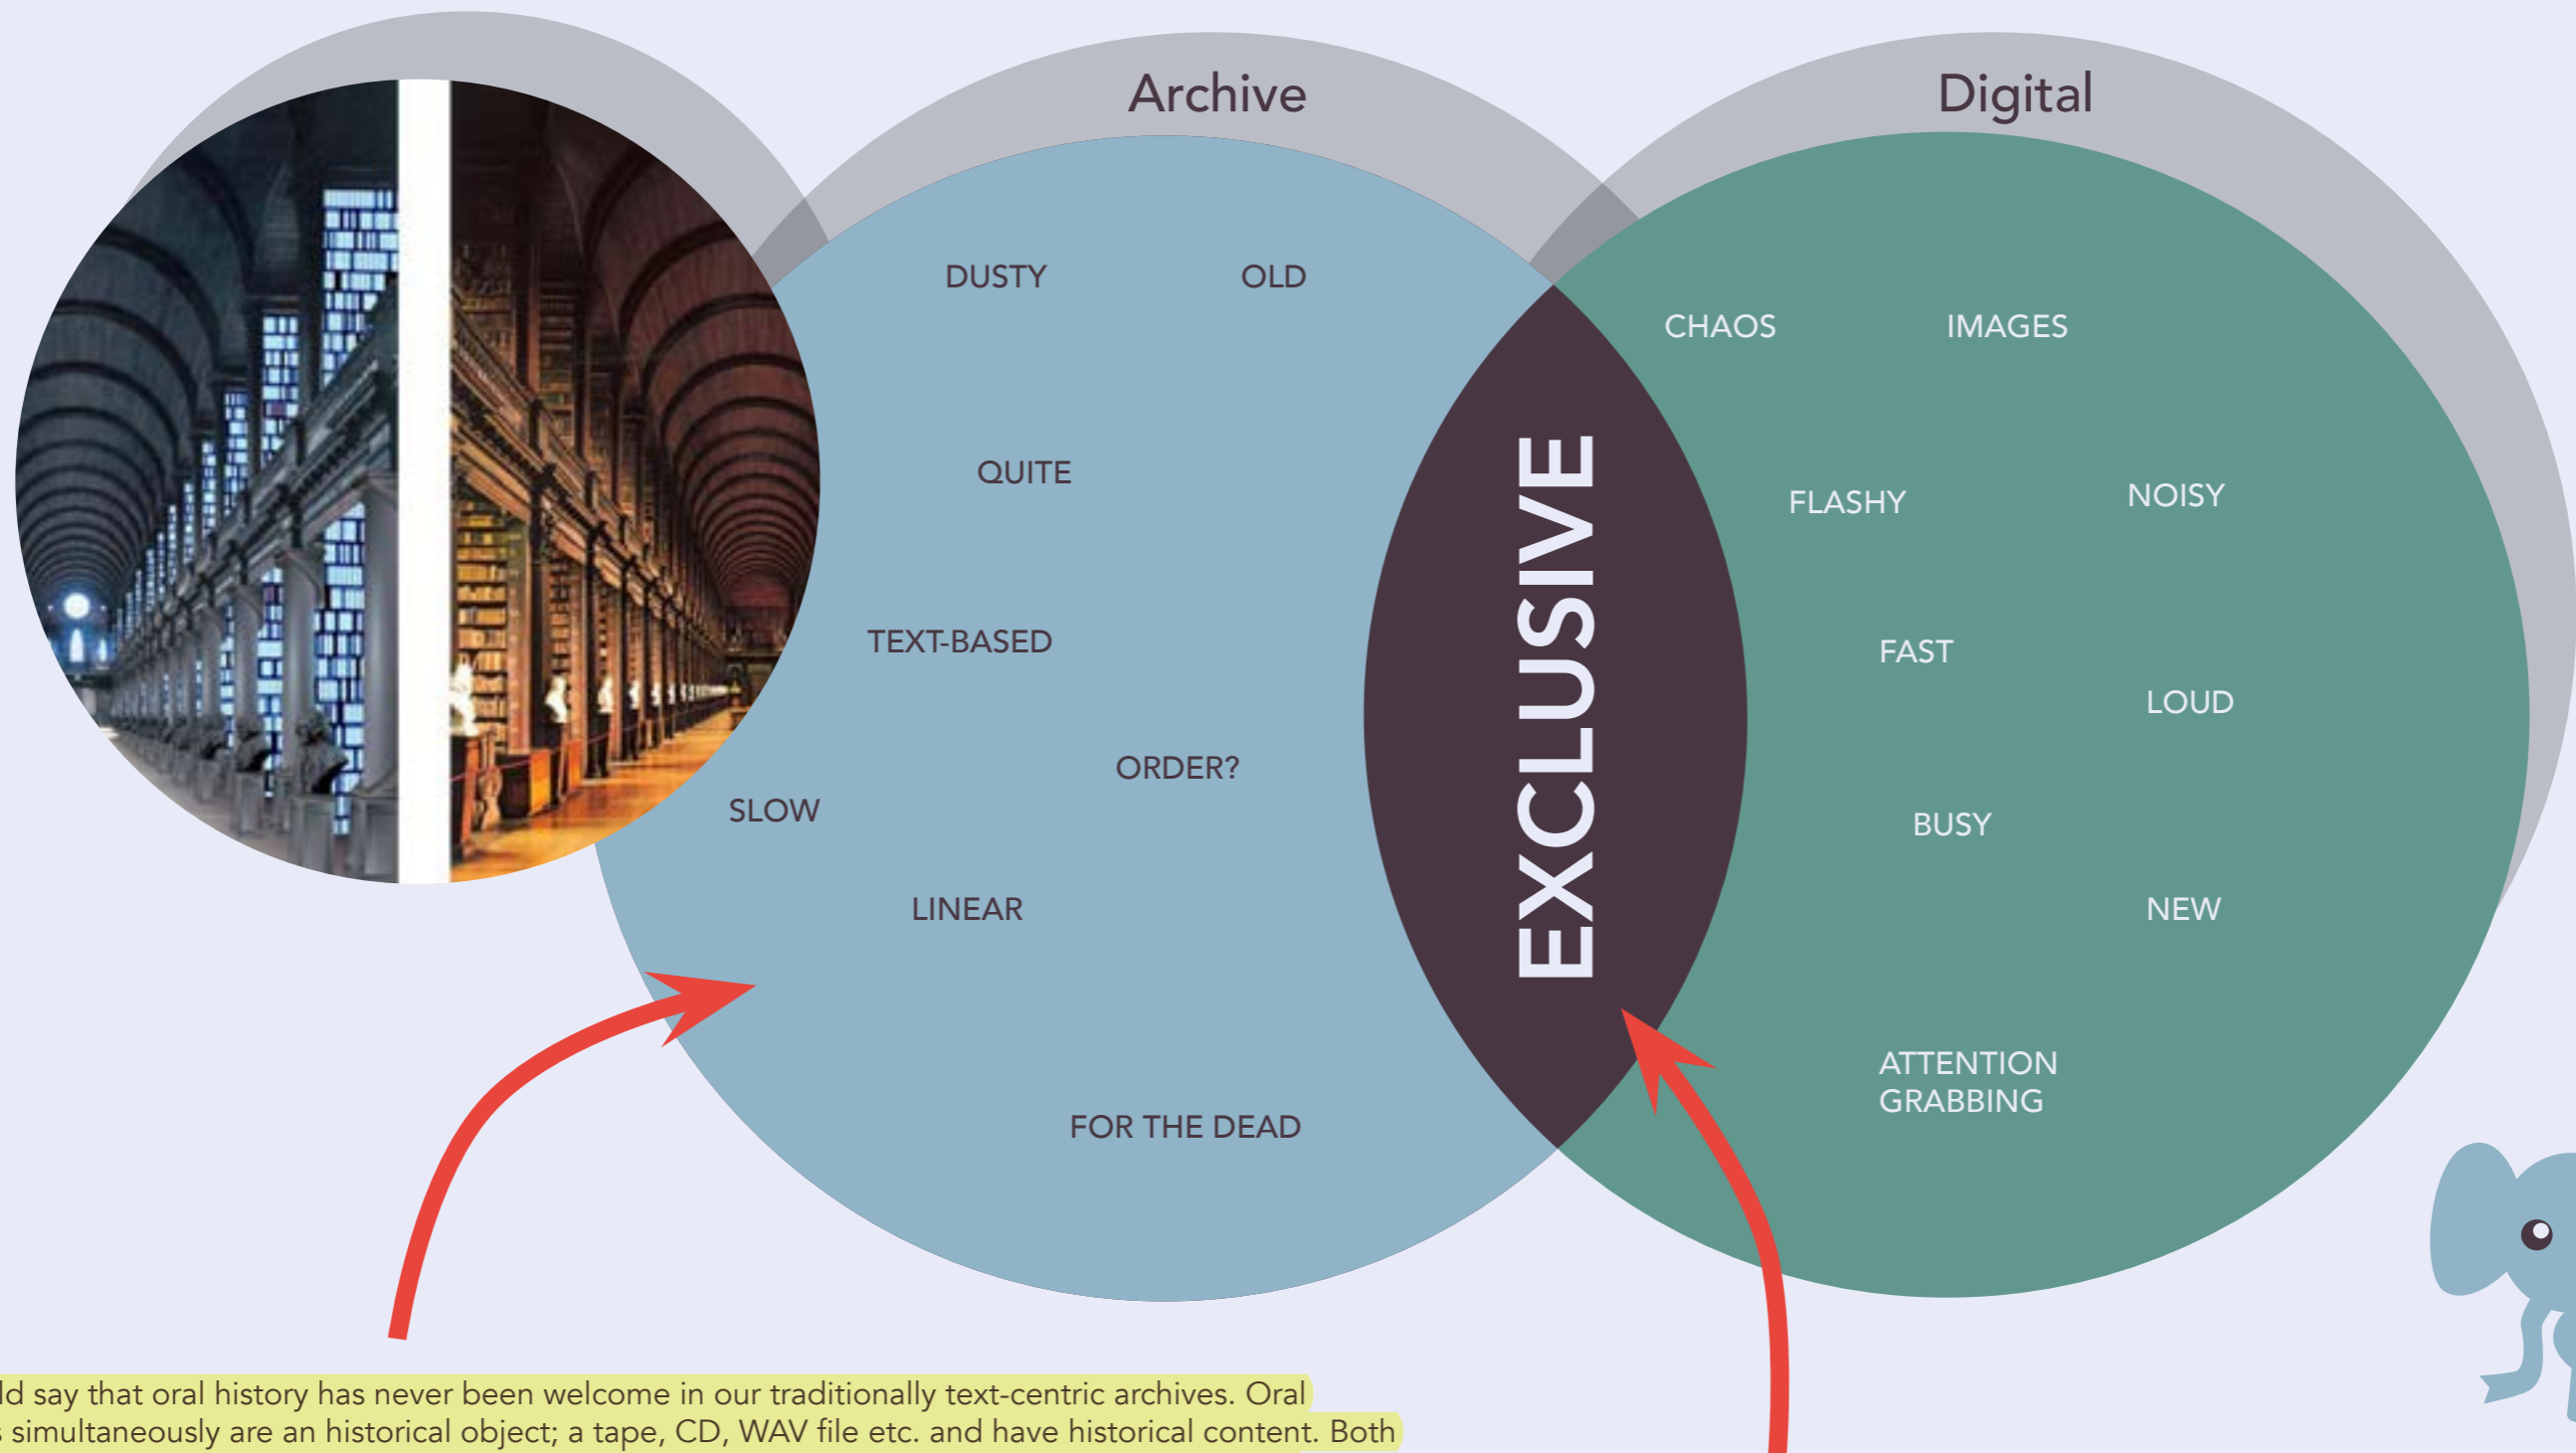 Archive
Digital
DUSTY OLD
QUITE
TEXT-BASED
ORDER?
SLOW
LINEAR
FOR THE DEAD
EXCLUSIVE
CHAOS IMAGES
FLASHY NOISY
FAST
LOUD
BUSY
NEW
ATTENTION
GRABBING
say that oral history has never been welcome in our traditionally text-centric archives. Oral
simultaneously are an historical object; a tape, CD, WAV file etc. and have historical content. Both